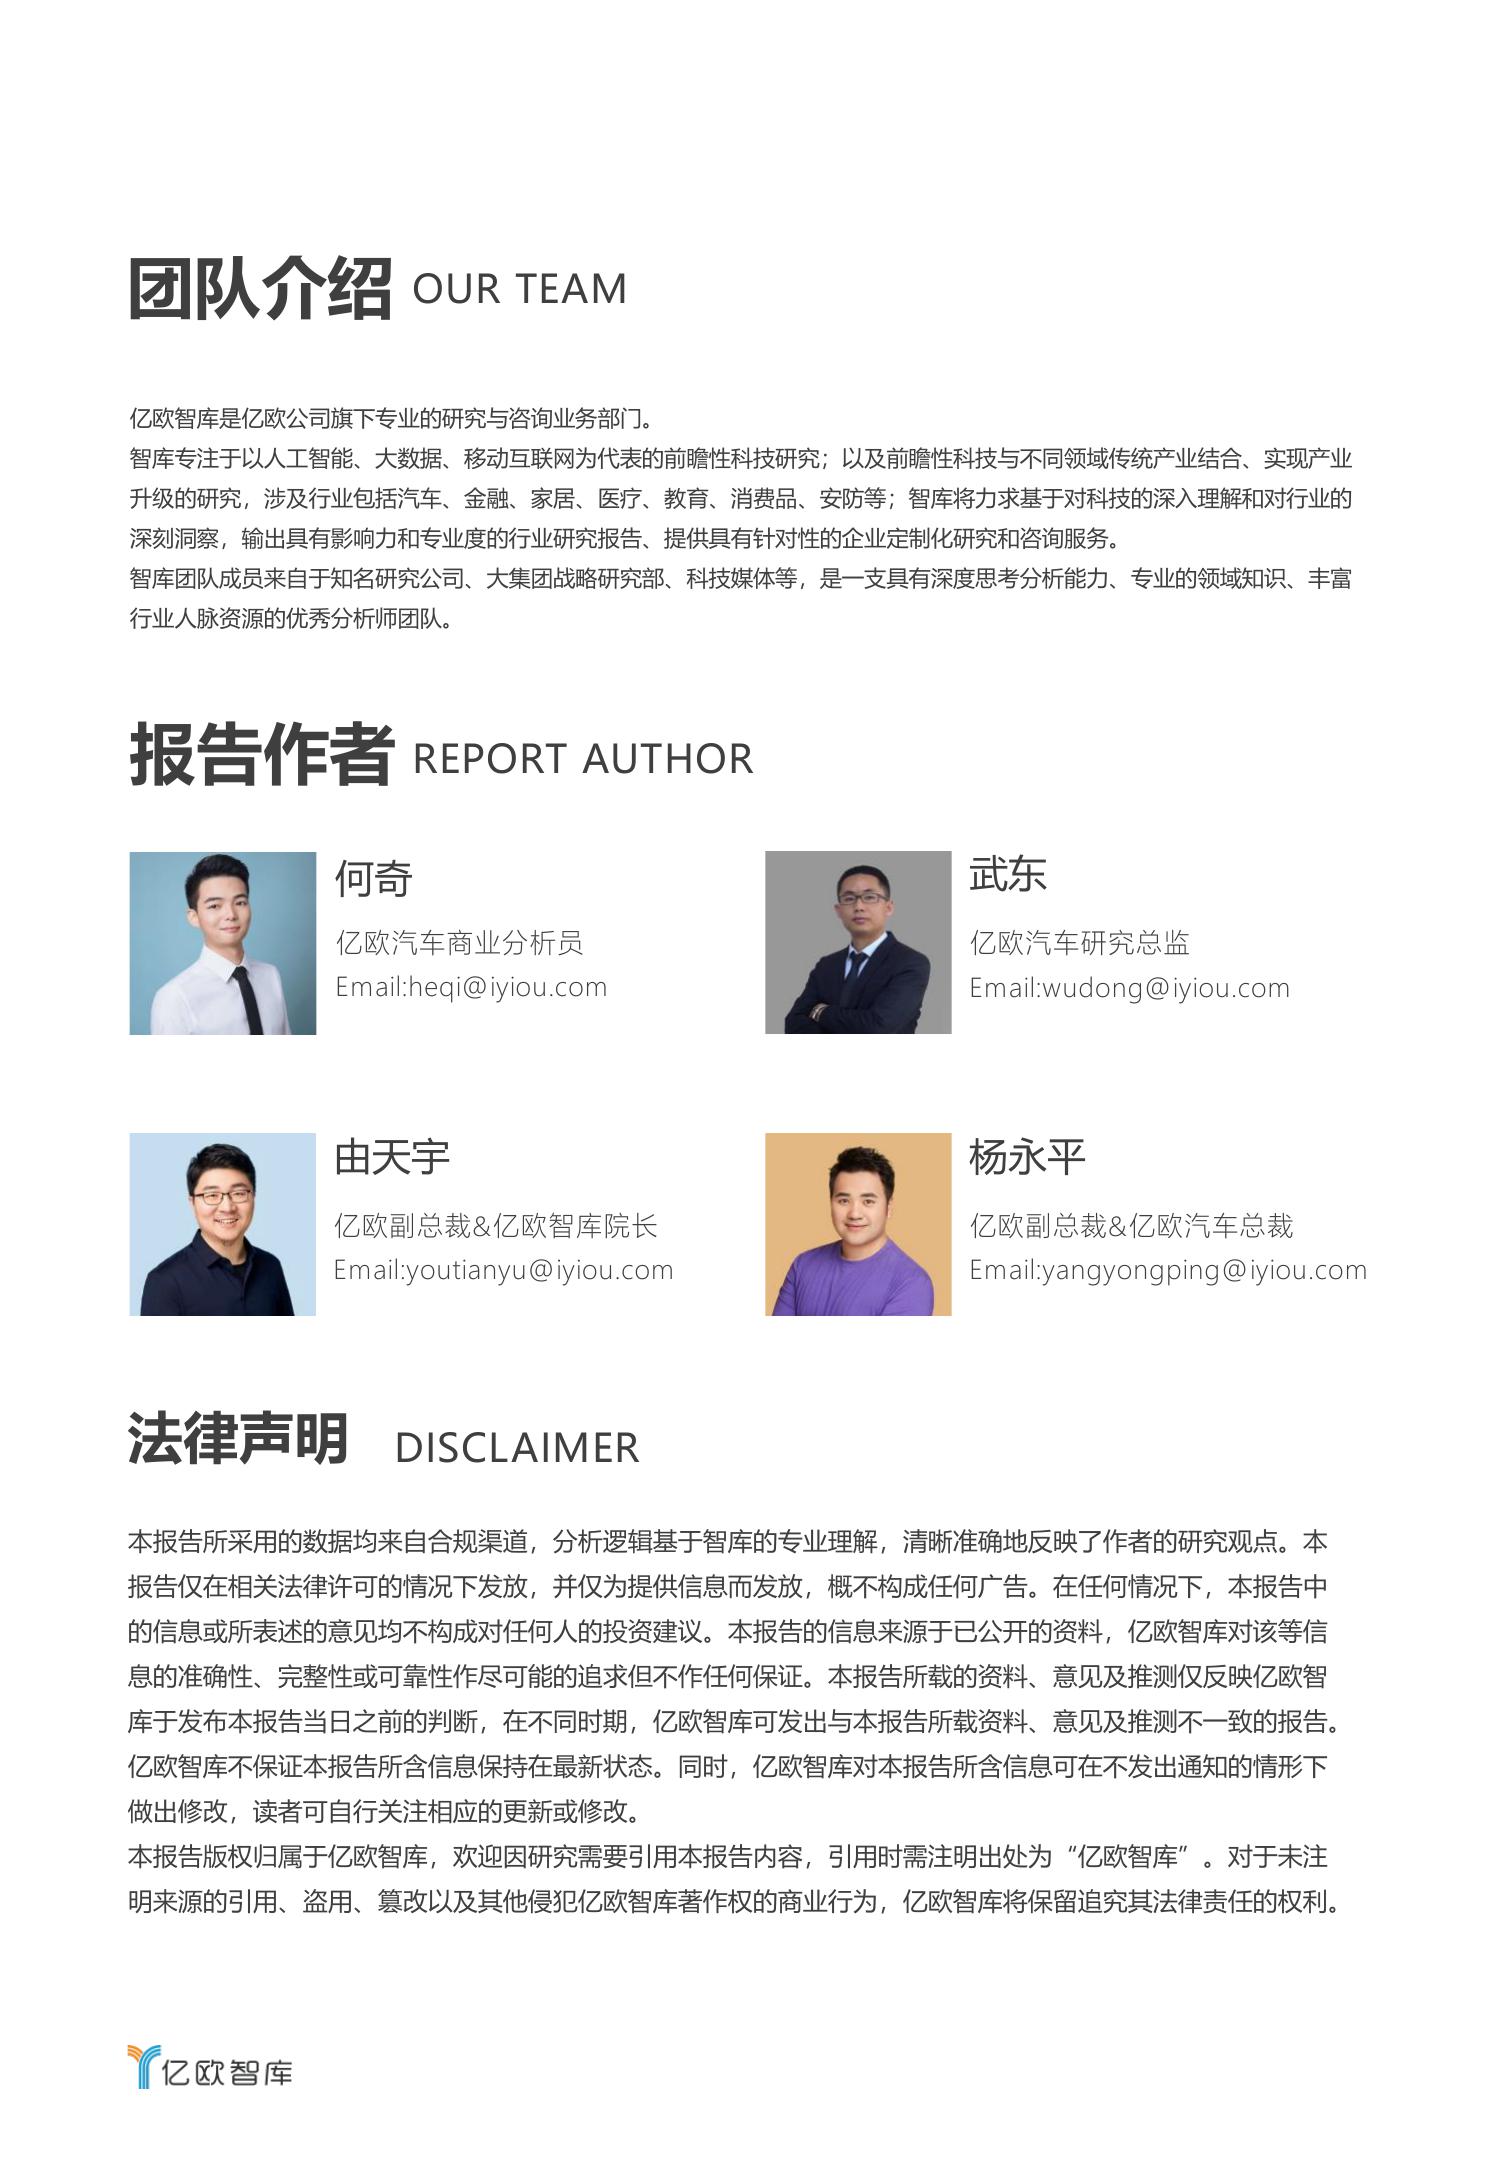 团队介绍 OUR TEAM
亿欧智库是亿欧公司旗下专业的研究与咨询业务部门。
智库专注于以人工智能、大数据、移动互联网为代表的前瞻性科技研究；以及前瞻性科技与不同领域传统产业结合、实现产业
升级的研究，涉及行业包括汽车、金融、家居、医疗、教育、消费品、安防等；智库将力求基于对科技的深入理解和对行业的
深刻洞察，输出具有影响力和专业度的行业研究报告、提供具有针对性的企业定制化研究和咨询服务。
智库团队成员来自于知名研究公司、大集团战略研究部、科技媒体等，是一支具有深度思考分析能力、专业的领域知识、丰富
行业人脉资源的优秀分析师团队。
报告作者 REPORT AUTHOR
何奇
亿欧汽车商业分析员
Email:heqi@iyiou.com
武东
亿欧汽车研究总监
Email:wudong@iyiou.com
由天宇
亿欧副总裁&亿欧智库院长
Email:youtianyu@iyiou.com
杨永平
亿欧副总裁&亿欧汽车总裁
Email:yangyongping@iyiou.com
法律声明 DISCLAIMER
本报告所采用的数据均来自合规渠道，分析逻辑基于智库的专业理解，清晰准确地反映了作者的研究观点。本
报告仅在相关法律许可的情况下发放，并仅为提供信息而发放，概不构成任何广告。在任何情况下，本报告中
的信息或所表述的意见均不构成对任何人的投资建议。本报告的信息来源于已公开的资料，亿欧智库对该等信
息的准确性、完整性或可靠性作尽可能的追求但不作任何保证。本报告所载的资料、意见及推测仅反映亿欧智
库于发布本报告当日之前的判断，在不同时期，亿欧智库可发出与本报告所载资料、意见及推测不一致的报告。
亿欧智库不保证本报告所含信息保持在最新状态。同时，亿欧智库对本报告所含信息可在不发出通知的情形下
做出修改，读者可自行关注相应的更新或修改。
本报告版权归属于亿欧智库，欢迎因研究需要引用本报告内容，引用时需注明出处为“亿欧智库”。对于未注
明来源的引用、盗用、篡改以及其他侵犯亿欧智库著作权的商业行为，亿欧智库将保留追究其法律责任的权利。
亿欧智库